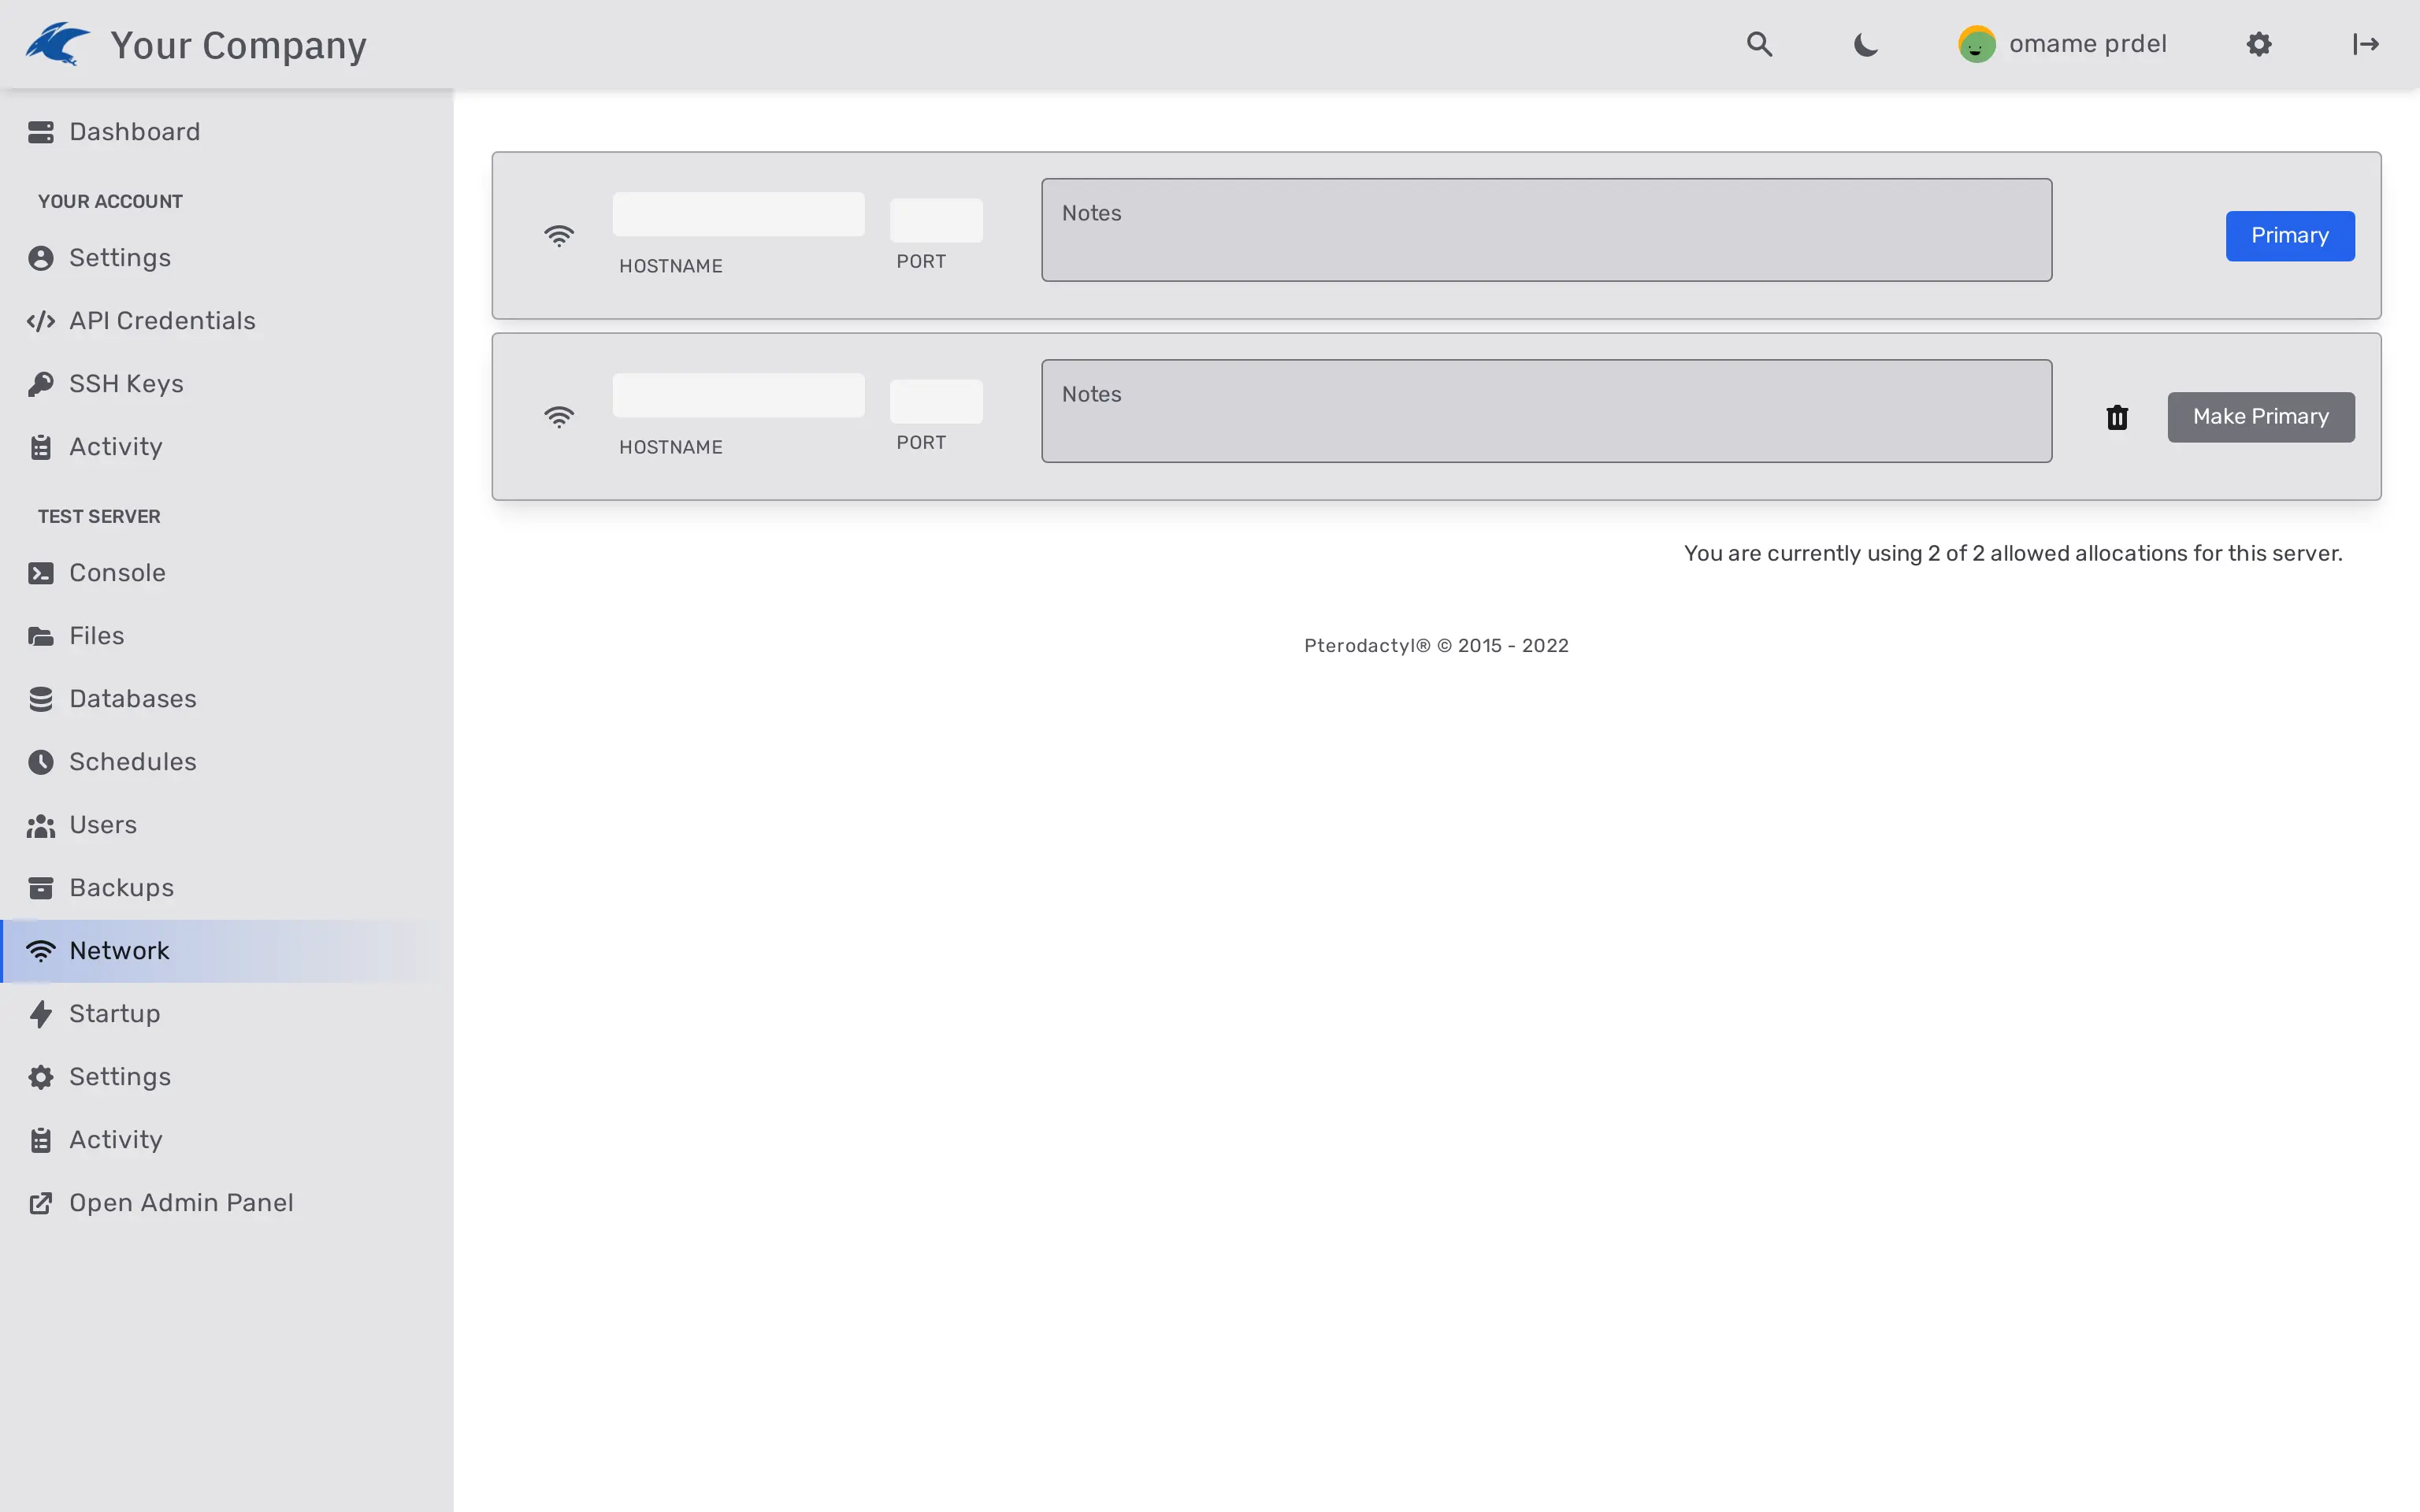 Your Company
omame prdel
Dashboard
YOUR ACCOUNT
Settings
API Credentials
SSH Keys
Activity
TEST SERVER
Console
Files
Databases
Schedules
Users
Backups
Network
Startup
Settings
Activity
Open Admin Panel
HOSTNAME
PORT
Notes
Primary
HOSTNAME
PORT
Notes
Make Primary
You are currently using 2 of 2 allowed allocations for this server.
Pterodactyl® © 2015 - 2022